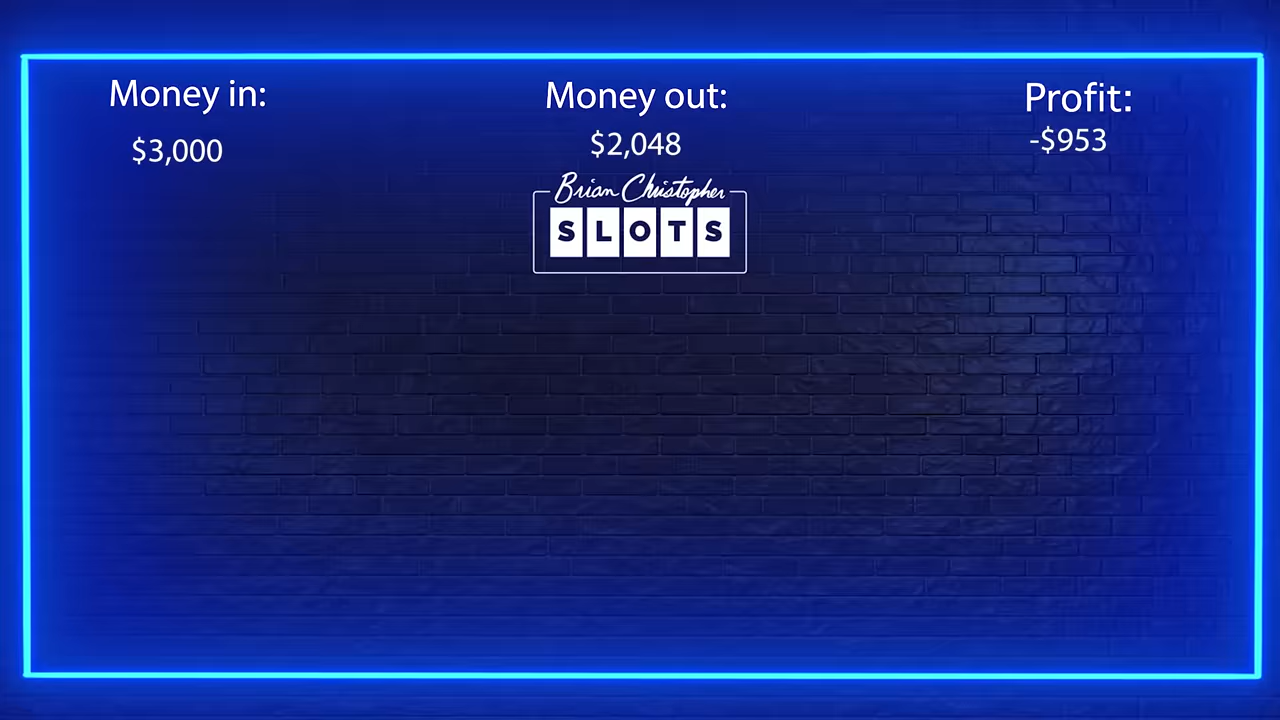 Money in:
$3,000
Money out:
$2,048
Profit:
-$953
Brian Christopher
SLOTS